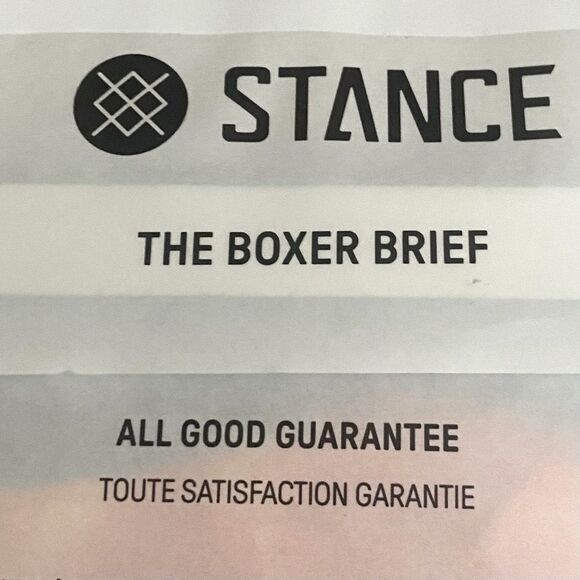 STANCE
THE BOXER BRIEF
ALL GOOD GUARANTEE
TOUTE SATISFACTION GARANTIE